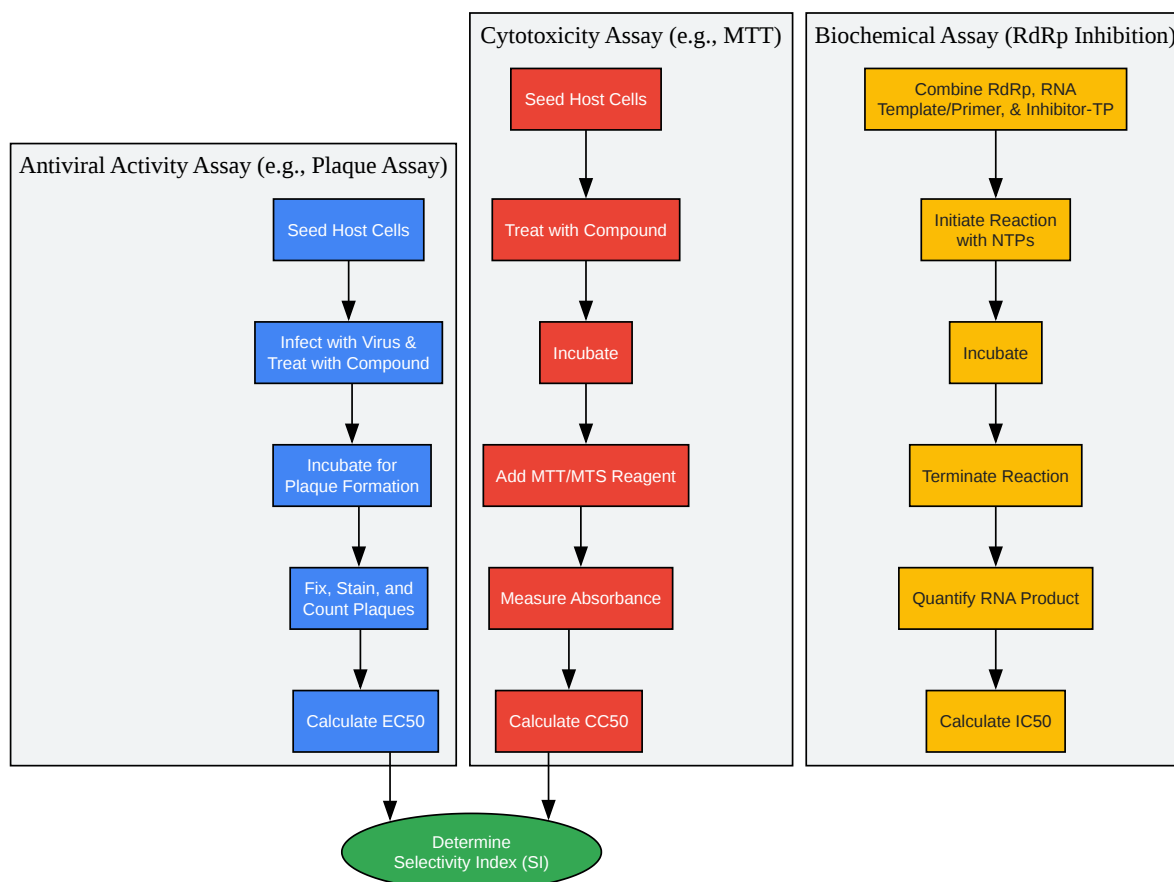 Antiviral Activity Assay (e.g., Plaque Assay)
Seed Host Cells
Infect with Virus &
Treat with Compound
Incubate for
Plaque Formation
Fix, Stain, and
Count Plaques
Calculate EC50
Cytotoxicity Assay (e.g., MTT)
Seed Host Cells
Treat with Compound
Incubate
Add MTT/MTS Reagent
Measure Absorbance
Calculate CC50
Biochemical Assay (RdRp Inhibition)
Combine RdRp, RNA
Template/Primer, & Inhibitor-TP
Initiate Reaction
with NTPs
Incubate
Terminate Reaction
Quantify RNA Product
Calculate IC50
Determine
Selectivity Index (SI)